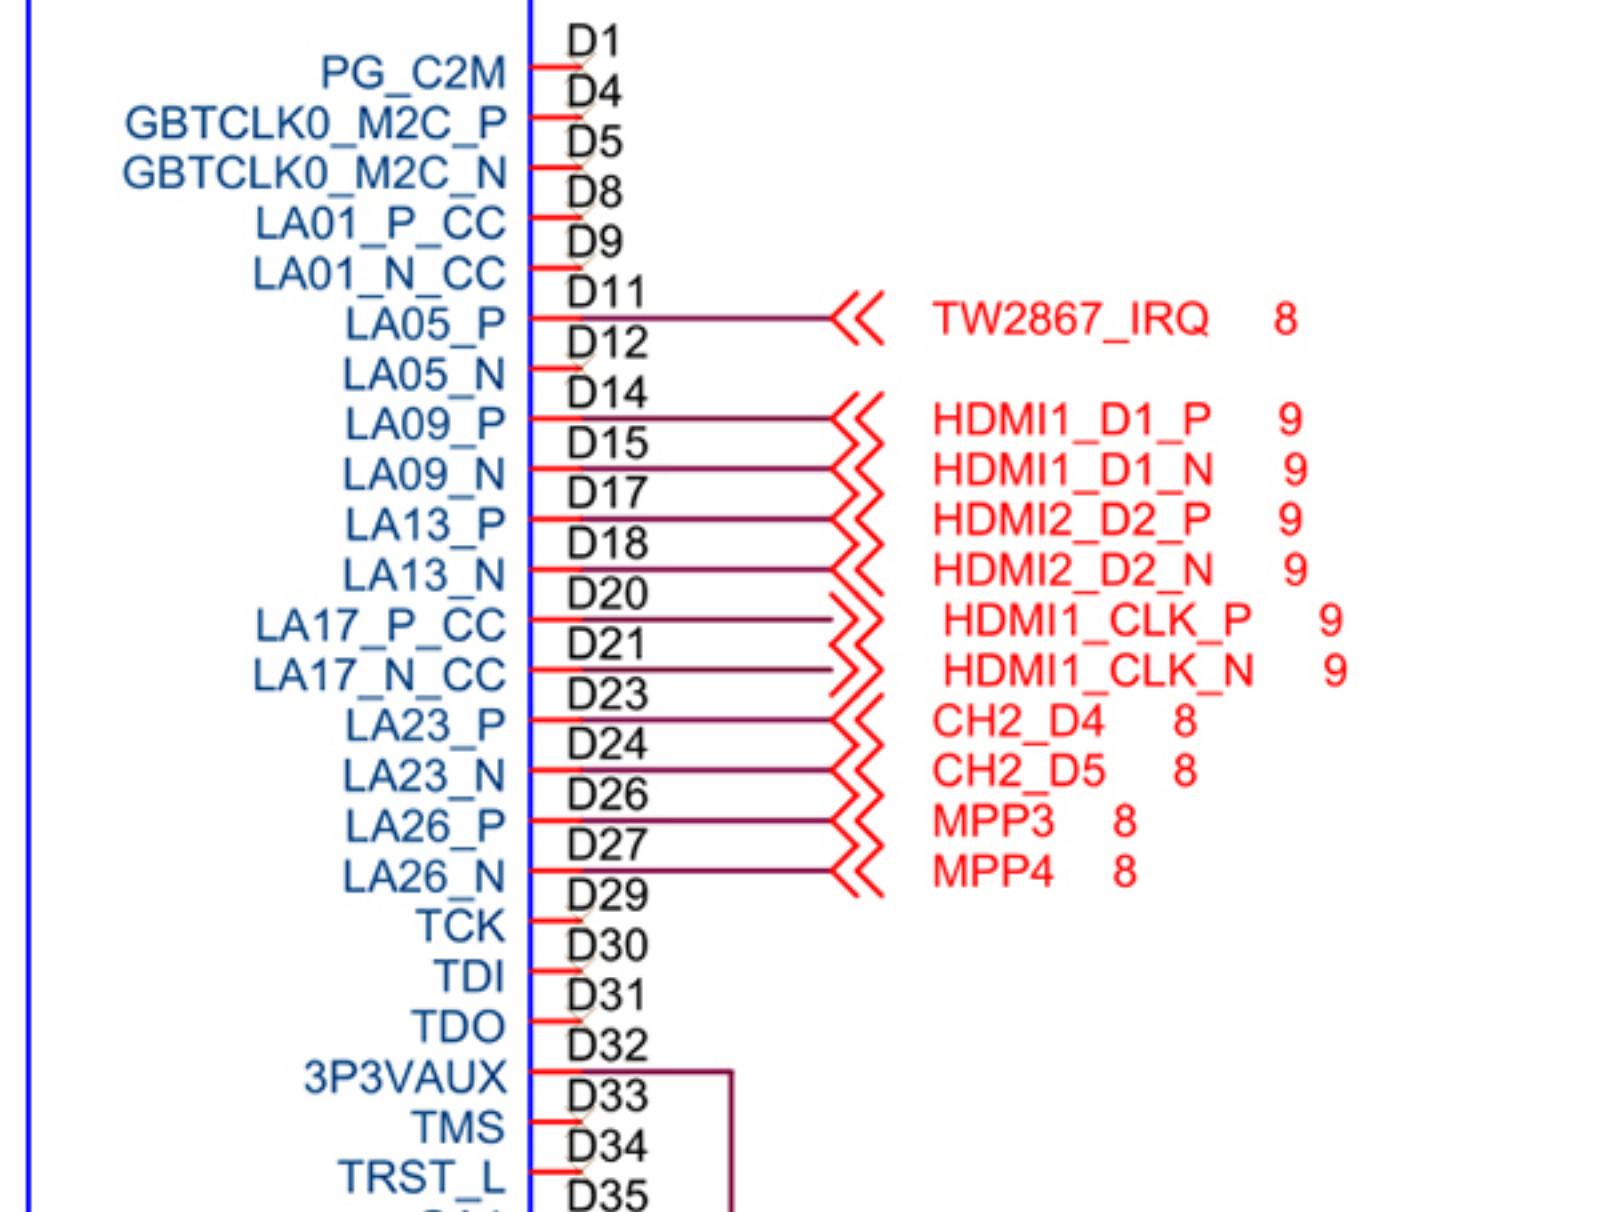 D1
PG_C2M
D4
GBTCLK0_M2C_P
D5
GBTCLK0_M2C_N
D8
LA01_P_CC
D9
LA01_N_CC
D11
LA05_P TW2867_IRQ 8
D12
LA05_N
D14
LA09_P HDMI1_D1_P 9
D15
LA09_N HDMI1_D1_N 9
D17
LA13_P HDMI2_D2_P 9
D18
LA13_N HDMI2_D2_N 9
D20
LA17_P_CC HDMI1_CLK_P 9
D21
LA17_N_CC HDMI1_CLK_N 9
D23
LA23_P CH2_D4 8
D24
LA23_N CH2_D5 8
D26
LA26_P MPP3 8
D27
LA26_N MPP4 8
D29
TCK
D30
TDI
D31
TDO
D32
3P3VAUX
D33
TMS
D34
TRST_L
D35